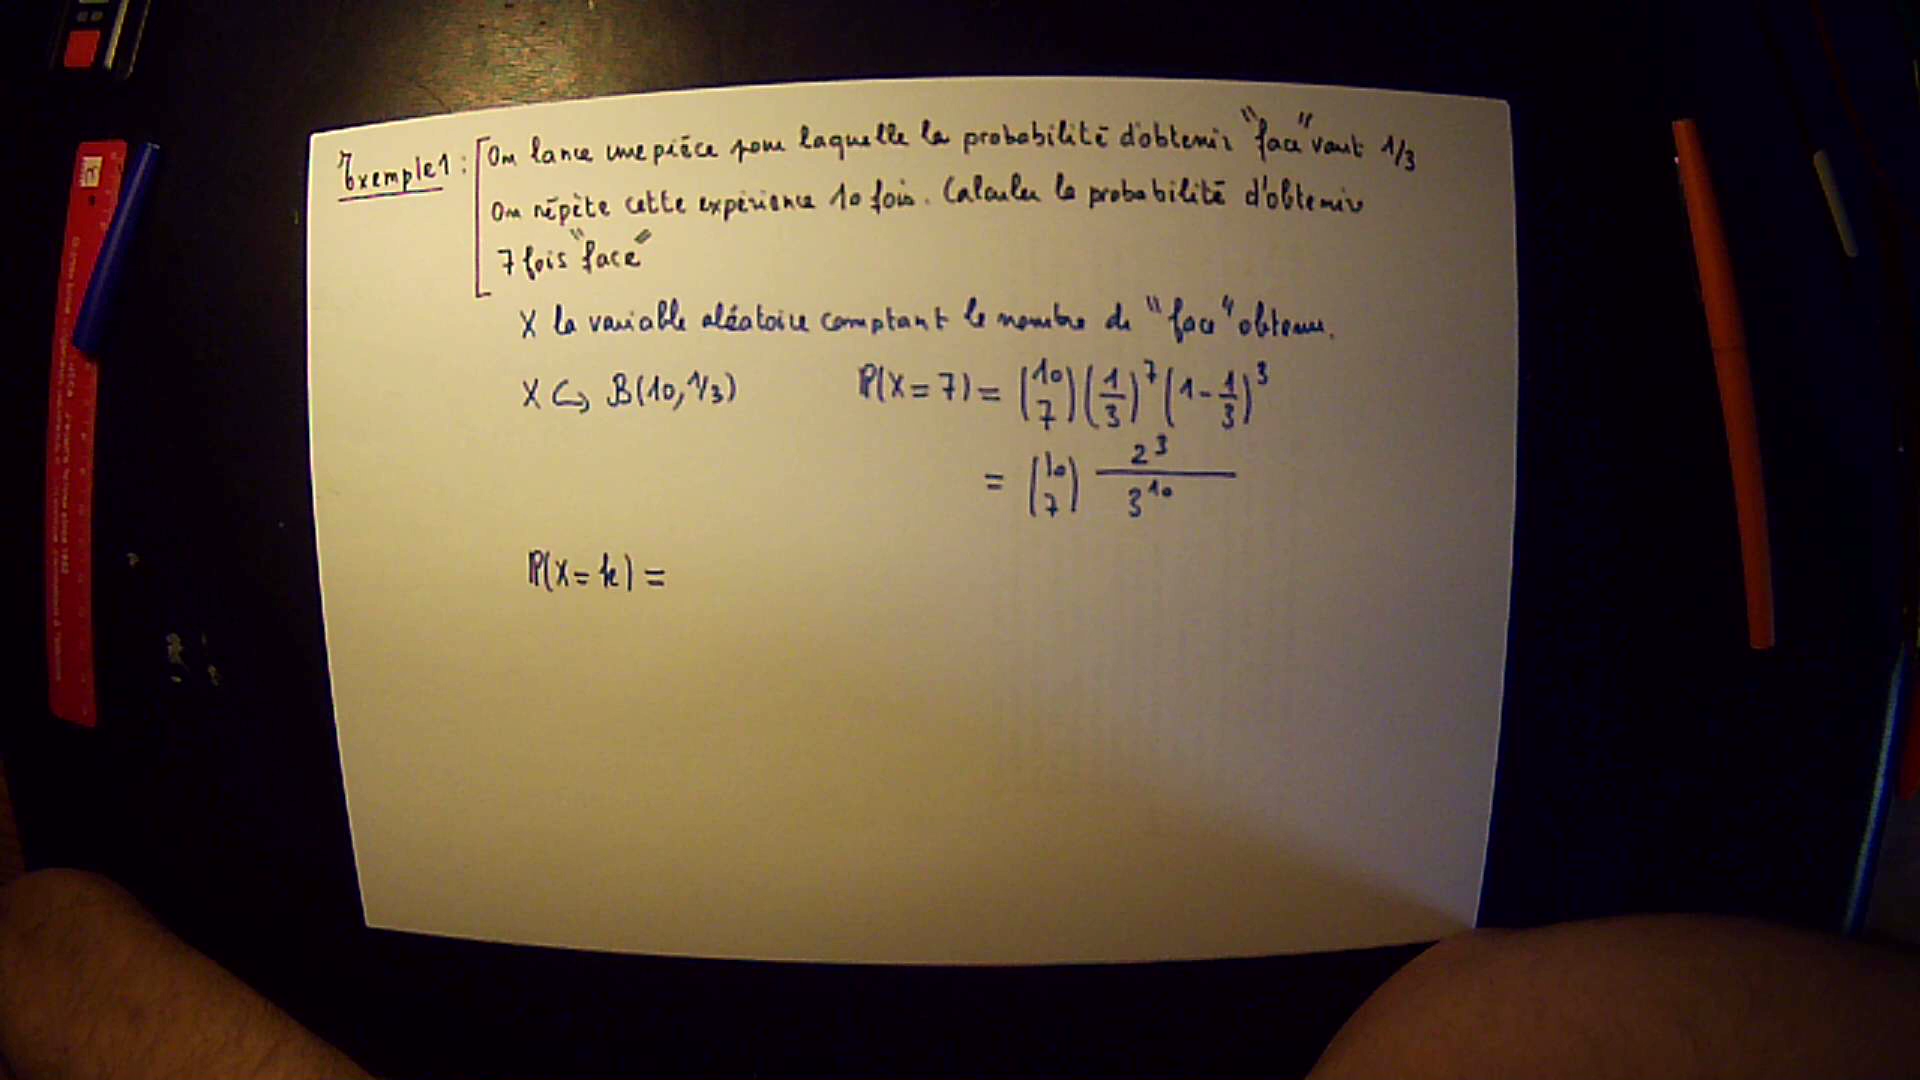 Exemple 1 : On lance une pièce pour laquelle la probabilité d'obtenir "face" vaut 1/3
On répète cette expérience 10 fois. Calculer la probabilité d'obtenir
7 fois "face"
X la variable aléatoire comptant le nombre de "face" obtenus.
X ↪ B(10, 1/3) P(X = 7) = (10 7) (1/3)^7 (1 - 1/3)^3
= (10 7) 2^3 / 3^10
P(X = k) =